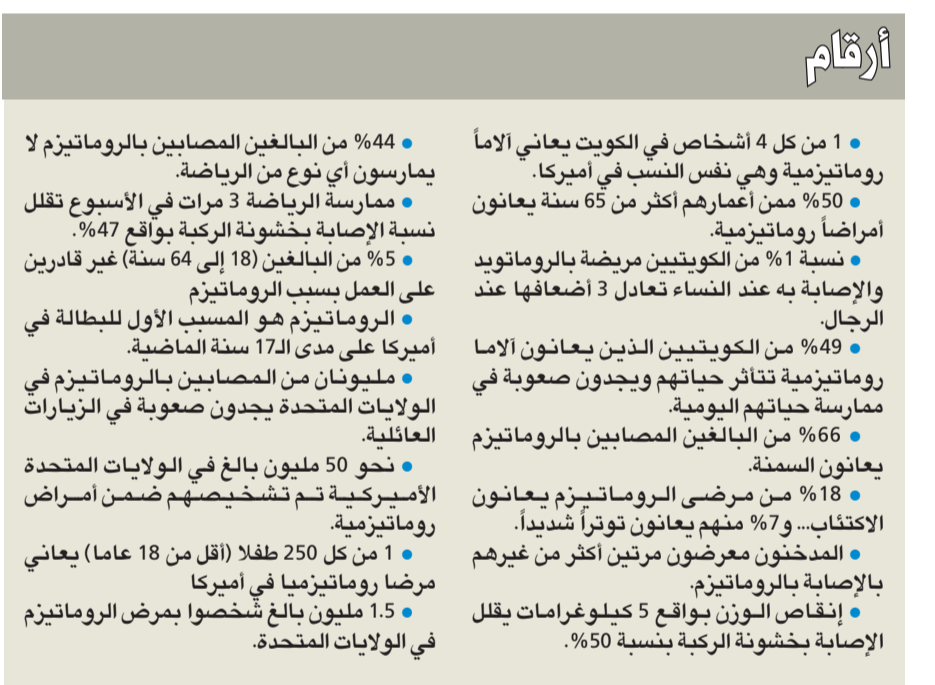 أرقام
• 1 من كل 4 أشخاص في الكويت يعاني آلاماً
روماتيزمية وهي نفس النسب في أميركا.
• 50% ممن أعمارهم أكثر من 65 سنة يعانون
أمراضاً روماتيزمية.
• نسبة 1% من الكويتيين مريضة بالروماتويد
والإصابة به عند النساء تعادل 3 أضعافها عند
الرجال.
• 49% من الكويتيين الذين يعانون آلاما
روماتيزمية تتأثر حياتهم ويجدون صعوبة في
ممارسة حياتهم اليومية.
• 66% من البالغين المصابين بالروماتيزم
يعانون السمنة.
• 18% من مرضى الروماتيزم يعانون
الاكتئاب... و7% منهم يعانون توتراً شديداً.
• المدخنون معرضون مرتين أكثر من غيرهم
بالإصابة بالروماتيزم.
• إنقاص الوزن بواقع 5 كيلوغرامات يقلل
الإصابة بخشونة الركبة بنسبة 50%.
• 44% من البالغين المصابين بالروماتيزم لا
يمارسون أي نوع من الرياضة.
• ممارسة الرياضة 3 مرات في الأسبوع تقلل
نسبة الإصابة بخشونة الركبة بواقع 47%.
• 5% من البالغين (18 إلى 64 سنة) غير قادرين
على العمل بسبب الروماتيزم
• الروماتيزم هو المسبب الأول للبطالة في
أميركا على مدى الـ17 سنة الماضية.
• مليونان من المصابين بالروماتيزم في
الولايات المتحدة يجدون صعوبة في الزيارات
العائلية.
• نحو 50 مليون بالغ في الولايات المتحدة
الأميركية تم تشخيصهم ضمن أمراض
روماتيزمية.
• 1 من كل 250 طفلا (أقل من 18 عاما) يعاني
مرضا روماتيزميا في أميركا
• 1.5 مليون بالغ شخصوا بمرض الروماتيزم
في الولايات المتحدة.